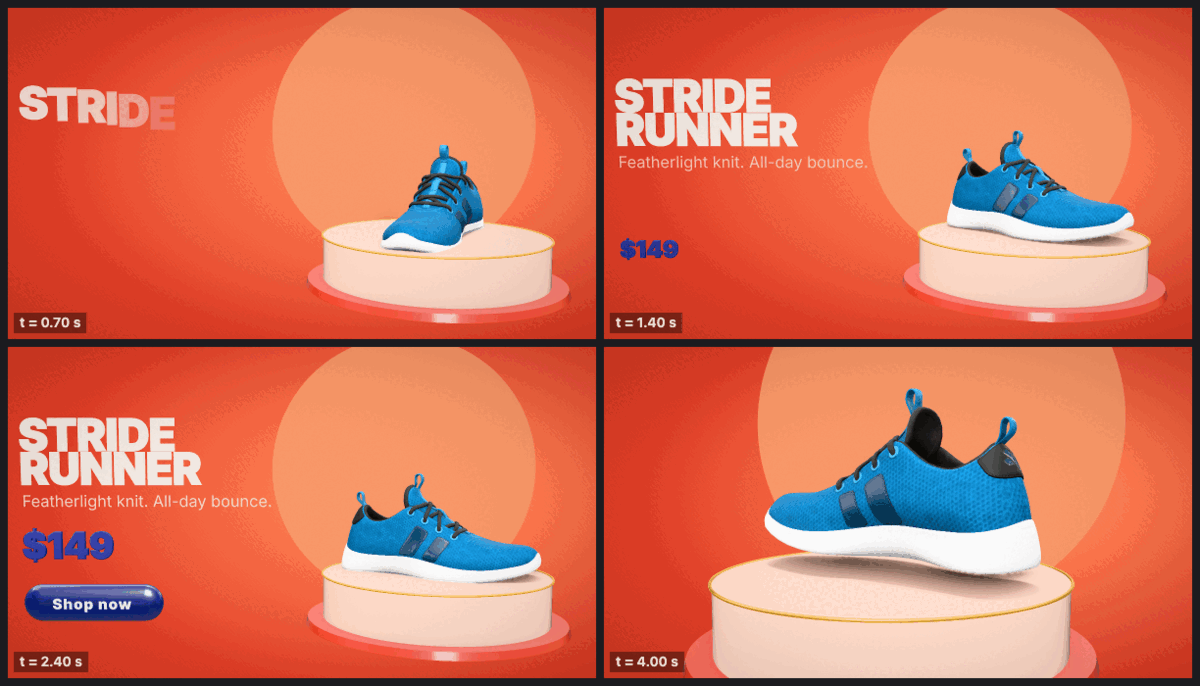 STRIDE
t = 0.70 s
STRIDE
RUNNER
Featherlight knit. All-day bounce.
$149
t = 1.40 s
STRIDE
RUNNER
Featherlight knit. All-day bounce.
$149
Shop now
t = 2.40 s
t = 4.00 s